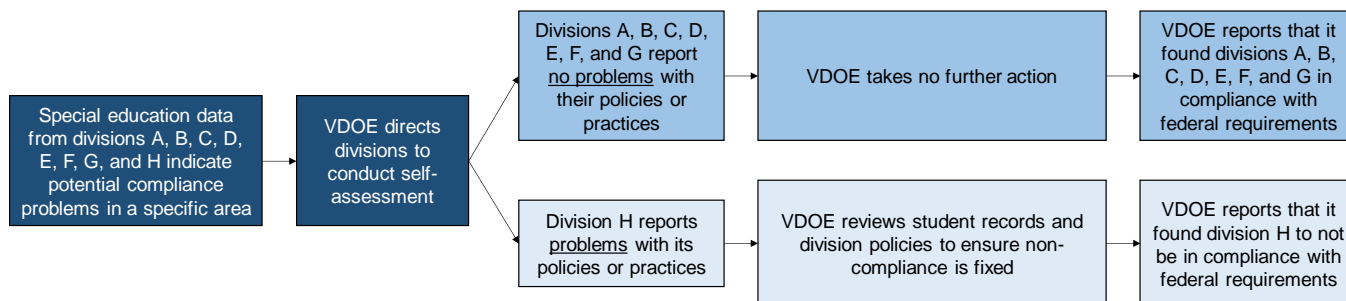 Special education data
from divisions A, B, C, D,
E, F, G, and H indicate
potential compliance
problems in a specific area
VDOE directs
divisions to
conduct self-
assessment
Divisions A, B, C, D,
E, F, and G report
no problems with
their policies or
practices
VDOE takes no further action
VDOE reports that it
found divisions A, B,
C, D, E, F, and G in
compliance with
federal requirements
Division H reports
problems with its
policies or practices
VDOE reviews student records and
division policies to ensure non-
compliance is fixed
VDOE reports that it
found division H to not
be in compliance with
federal requirements